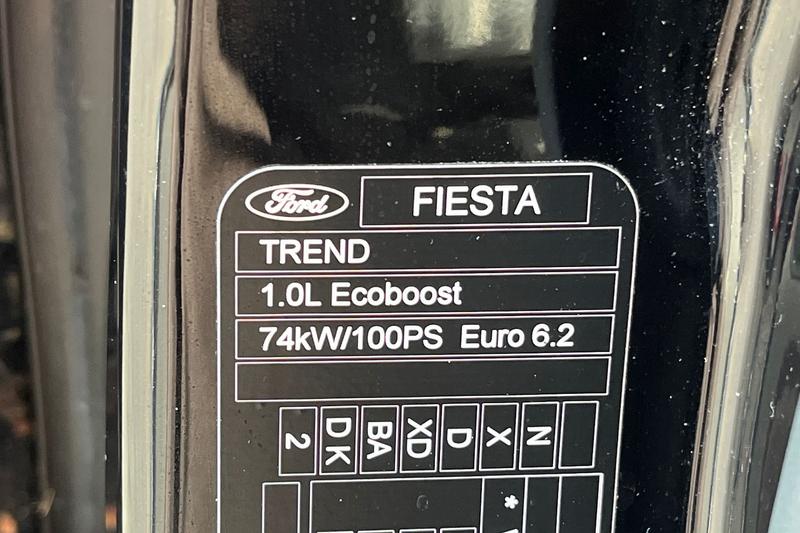 Ford FIESTA
TREND
1.0L Ecoboost
74kW/100PS Euro 6.2
2 DK BA XD D X N
*